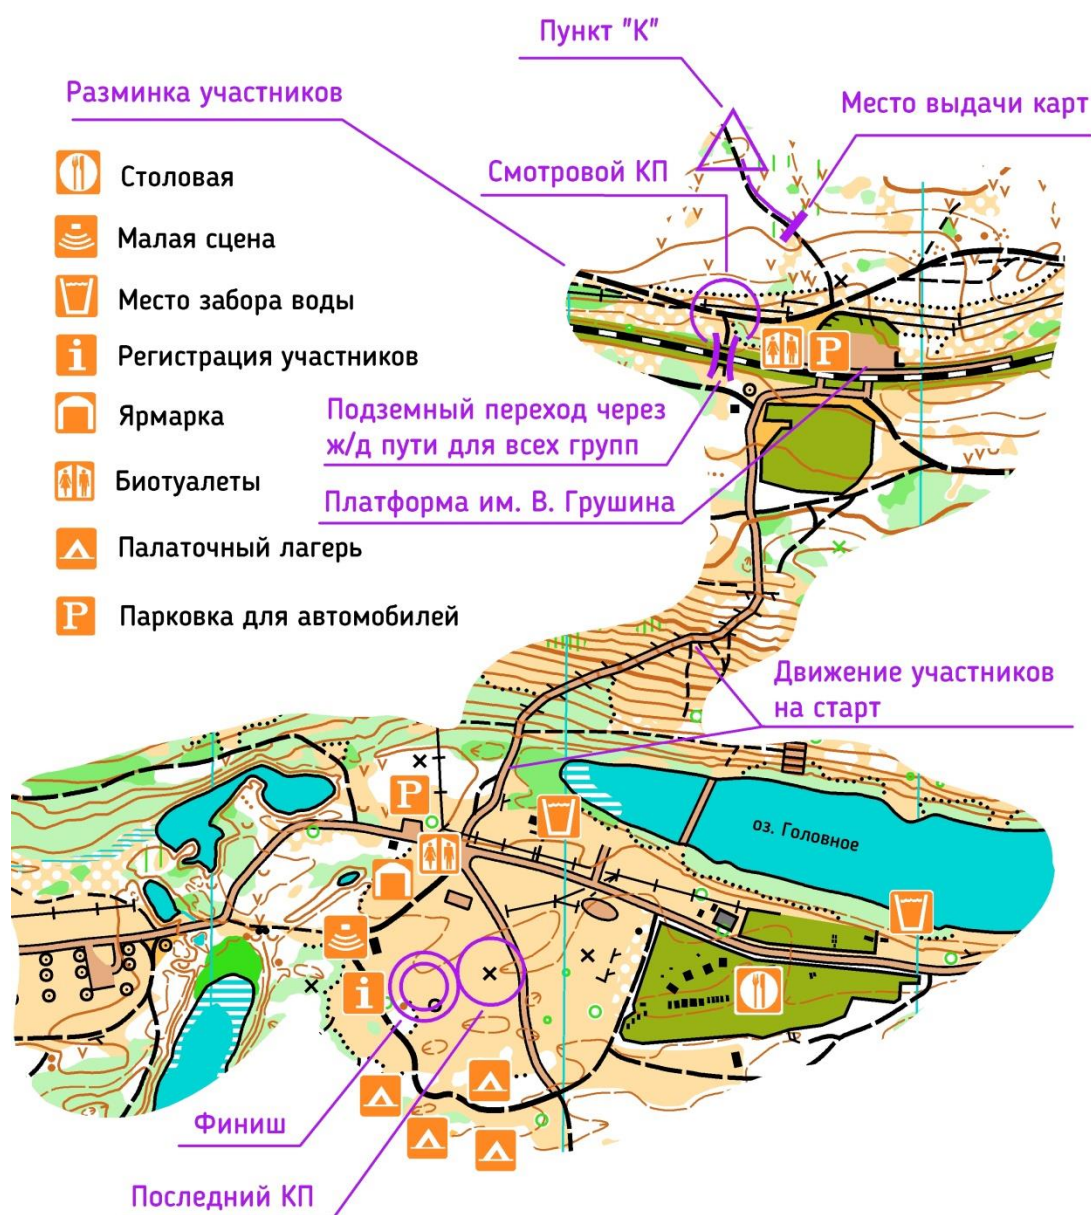 Пункт "К"
Разминка участников
Место выдачи карт
Смотровой КП
Столовая
Малая сцена
Место забора воды
i Регистрация участников
Ярмарка
Биотуалеты
Палаточный лагерь
P Парковка для автомобилей
P
Подземный переход через
ж/д пути для всех групп
Платформа им. В. Грушина
Движение участников
на старт
P
оз. Головное
i
Финиш
Последний КП